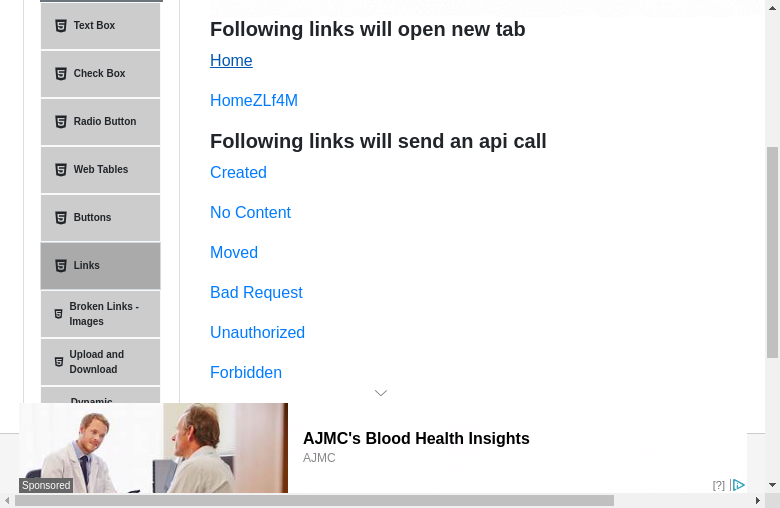 Text Box
Check Box
Radio Button
Web Tables
Buttons
Links
Broken Links -
Images
Upload and
Download
Dynamic
Following links will open new tab
Home
HomeZLf4M
Following links will send an api call
Created
No Content
Moved
Bad Request
Unauthorized
Forbidden
AJMC's Blood Health Insights
AJMC
Sponsored
[?]